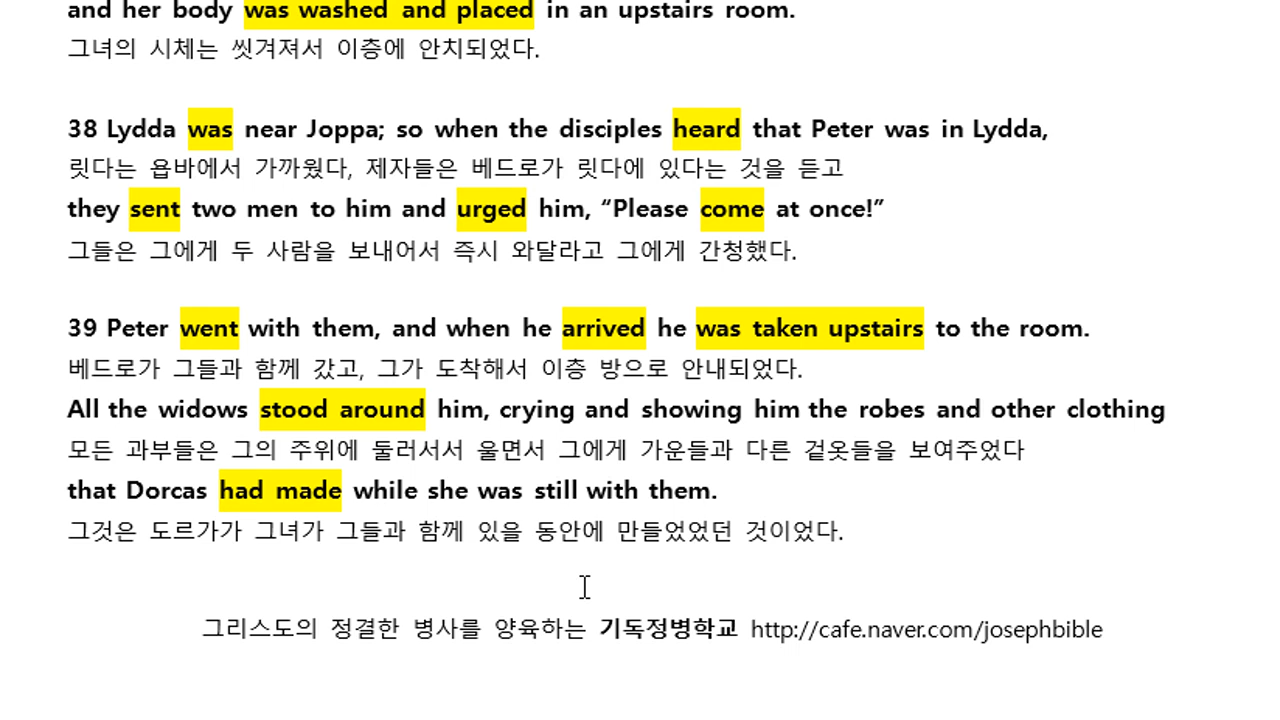 and her body was washed and placed in an upstairs room.
그녀의 시체는 씻겨져서 이층에 안치되었다.
38 Lydda was near Joppa; so when the disciples heard that Peter was in Lydda,
릿다는 욥바에서 가까웠다, 제자들은 베드로가 릿다에 있다는 것을 듣고
they sent two men to him and urged him, “Please come at once!”
그들은 그에게 두 사람을 보내어서 즉시 와달라고 그에게 간청했다.
39 Peter went with them, and when he arrived he was taken upstairs to the room.
베드로가 그들과 함께 갔고, 그가 도착해서 이층 방으로 안내되었다.
All the widows stood around him, crying and showing him the robes and other clothing
모든 과부들은 그의 주위에 둘러서서 울면서 그에게 가운들과 다른 겉옷들을 보여주었다
that Dorcas had made while she was still with them.
그것은 도르가가 그녀가 그들과 함께 있을 동안에 만들었었던 것이었다.
그리스도의 정결한 병사를 양육하는 기독정병학교 http://cafe.naver.com/josephbible